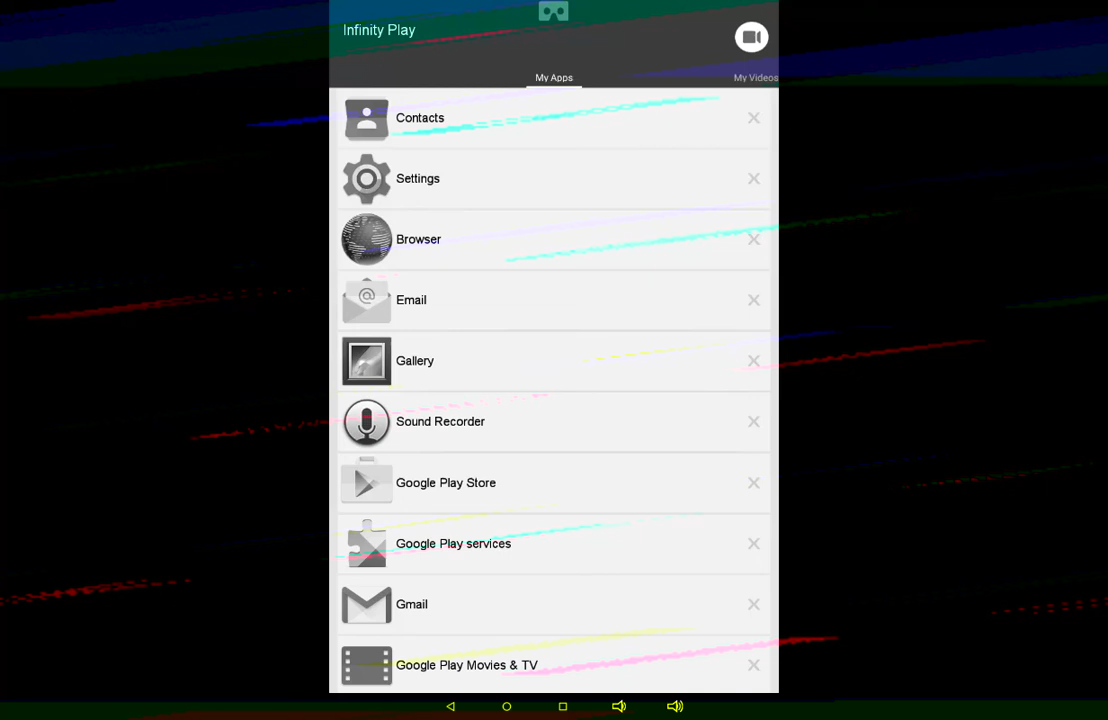 Infinity Play
My Apps
My Videos
Contacts
Settings
Browser
Email
Gallery
Sound Recorder
Google Play Store
Google Play services
Gmail
Google Play Movies & TV